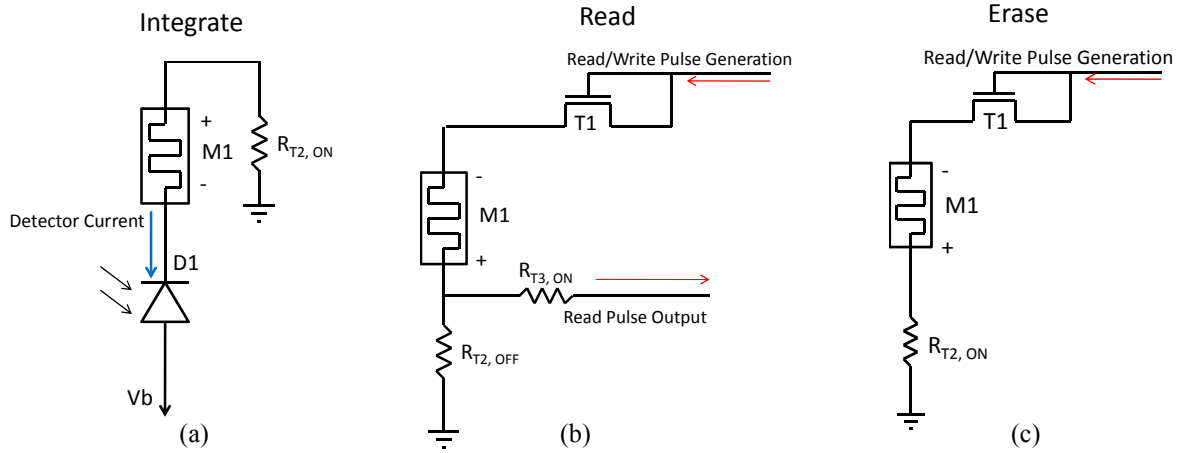 Integrate
+
M1
-
R_T2, ON
Detector Current
D1
Vb
(a)
Read
Read/Write Pulse Generation
T1
-
M1
+
R_T3, ON
Read Pulse Output
R_T2, OFF
(b)
Erase
Read/Write Pulse Generation
T1
-
M1
+
R_T2, ON
(c)